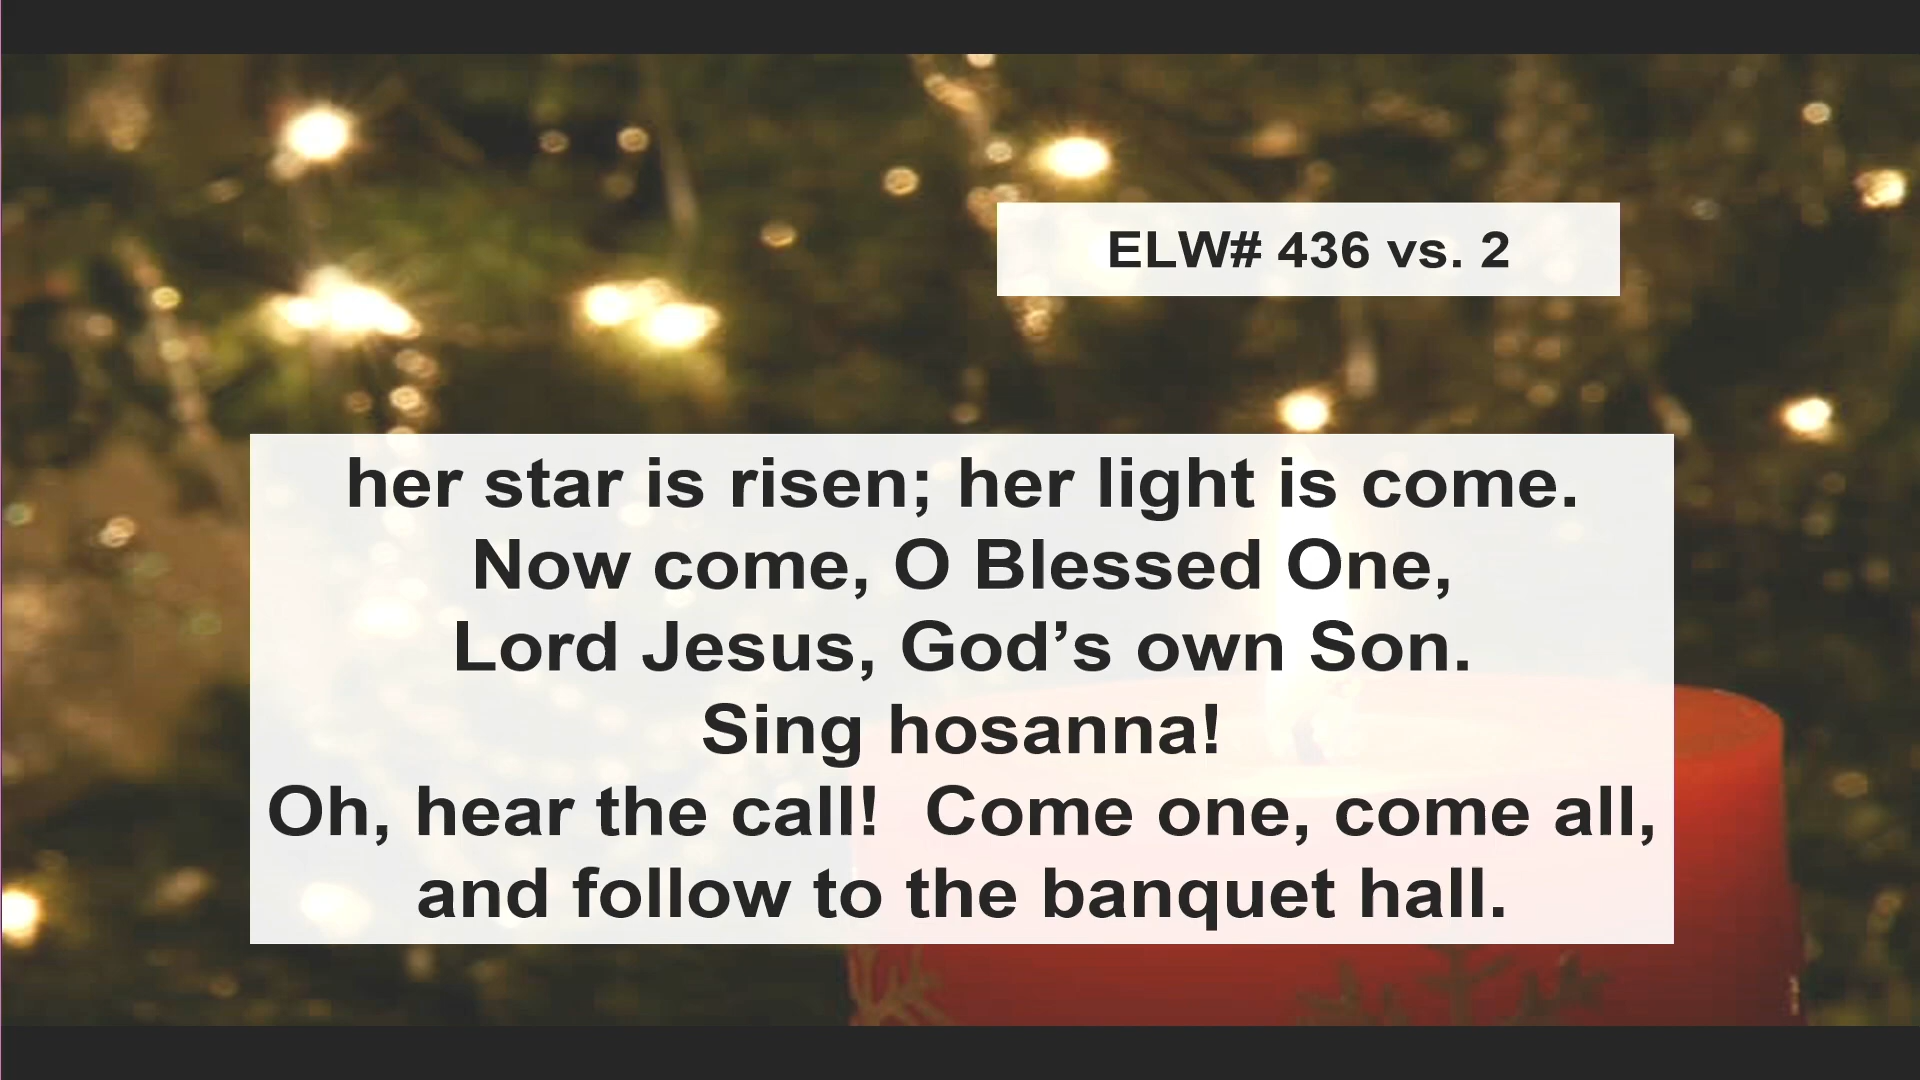 ELW# 436 vs. 2
her star is risen; her light is come.
Now come, O Blessed One,
Lord Jesus, God’s own Son.
Sing hosanna!
Oh, hear the call!  Come one, come all,
and follow to the banquet hall.